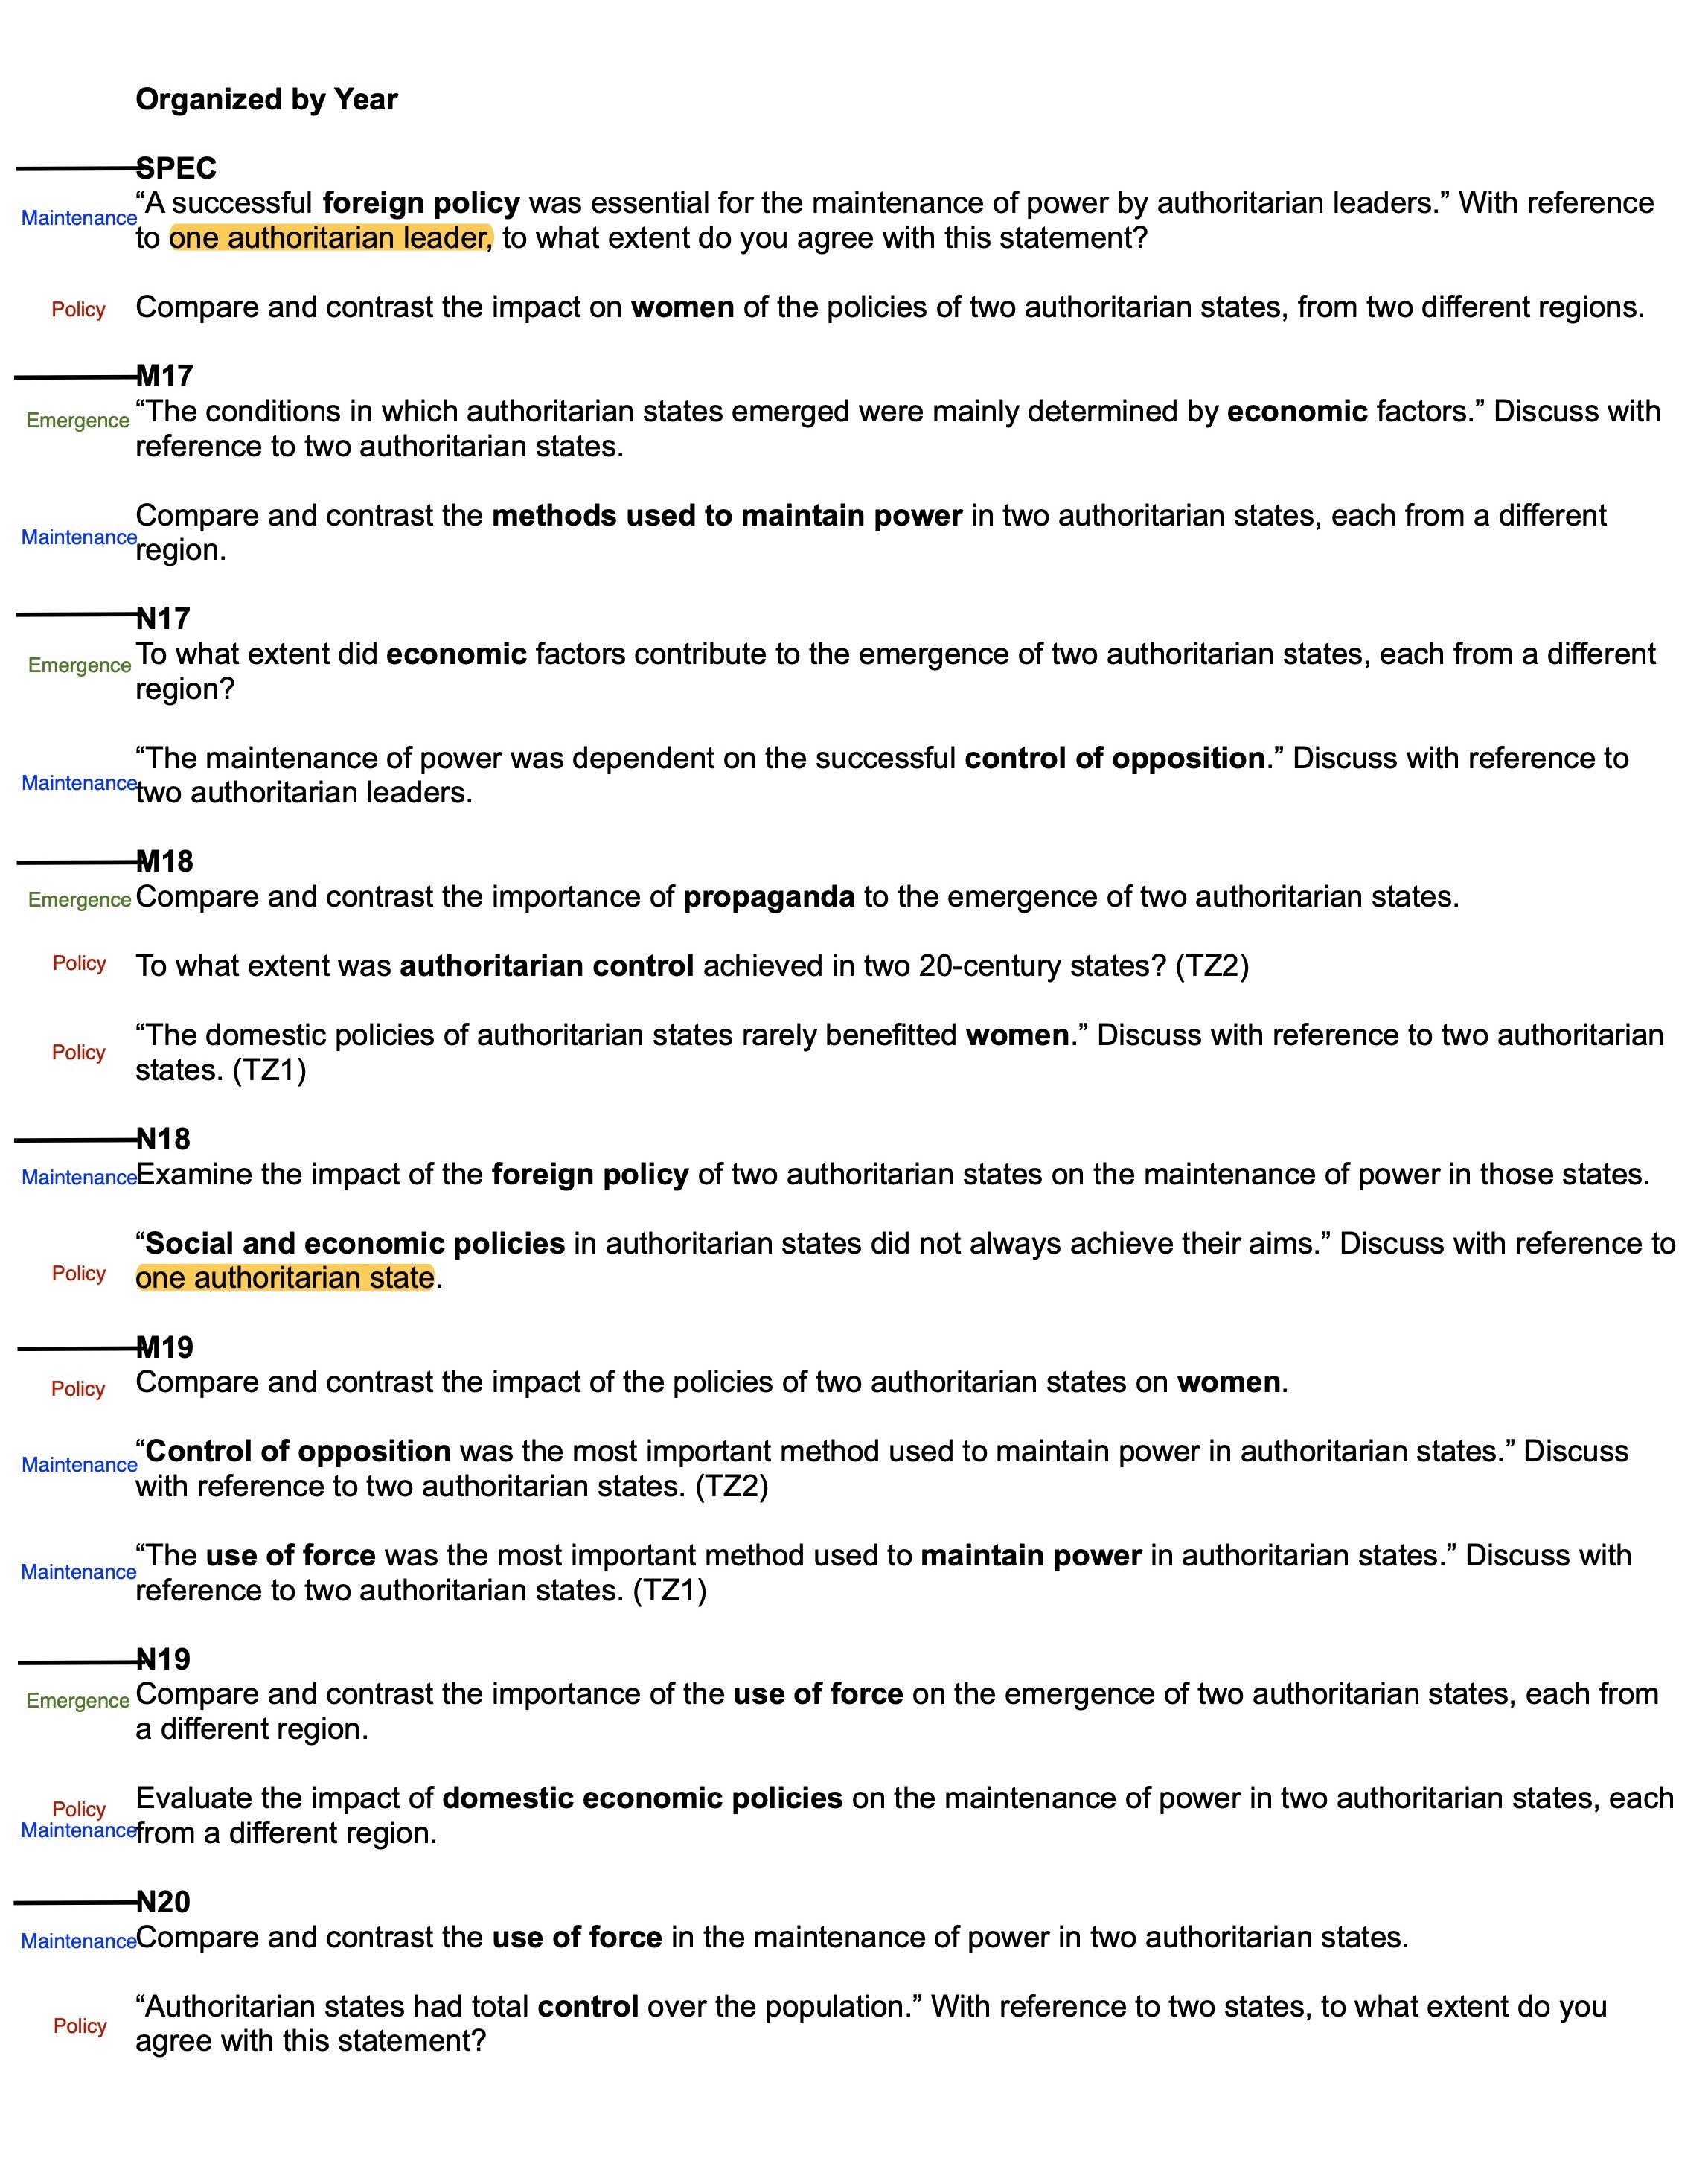 Organized by Year
SPEC
Maintenance “A successful foreign policy was essential for the maintenance of power by authoritarian leaders.” With reference
to one authoritarian leader, to what extent do you agree with this statement?
Policy Compare and contrast the impact on women of the policies of two authoritarian states, from two different regions.
M17
Emergence “The conditions in which authoritarian states emerged were mainly determined by economic factors.” Discuss with
reference to two authoritarian states.
Compare and contrast the methods used to maintain power in two authoritarian states, each from a different
Maintenance region.
N17
Emergence To what extent did economic factors contribute to the emergence of two authoritarian states, each from a different
region?
“The maintenance of power was dependent on the successful control of opposition.” Discuss with reference to
Maintenance two authoritarian leaders.
M18
Emergence Compare and contrast the importance of propaganda to the emergence of two authoritarian states.
Policy To what extent was authoritarian control achieved in two 20-century states? (TZ2)
Policy “The domestic policies of authoritarian states rarely benefitted women.” Discuss with reference to two authoritarian
states. (TZ1)
N18
Maintenance Examine the impact of the foreign policy of two authoritarian states on the maintenance of power in those states.
“Social and economic policies in authoritarian states did not always achieve their aims.” Discuss with reference to
Policy one authoritarian state.
M19
Policy Compare and contrast the impact of the policies of two authoritarian states on women.
Maintenance “Control of opposition was the most important method used to maintain power in authoritarian states.” Discuss
with reference to two authoritarian states. (TZ2)
Maintenance “The use of force was the most important method used to maintain power in authoritarian states.” Discuss with
reference to two authoritarian states. (TZ1)
N19
Emergence Compare and contrast the importance of the use of force on the emergence of two authoritarian states, each from
a different region.
Policy Evaluate the impact of domestic economic policies on the maintenance of power in two authoritarian states, each
Maintenance from a different region.
N20
Maintenance Compare and contrast the use of force in the maintenance of power in two authoritarian states.
Policy “Authoritarian states had total control over the population.” With reference to two states, to what extent do you
agree with this statement?